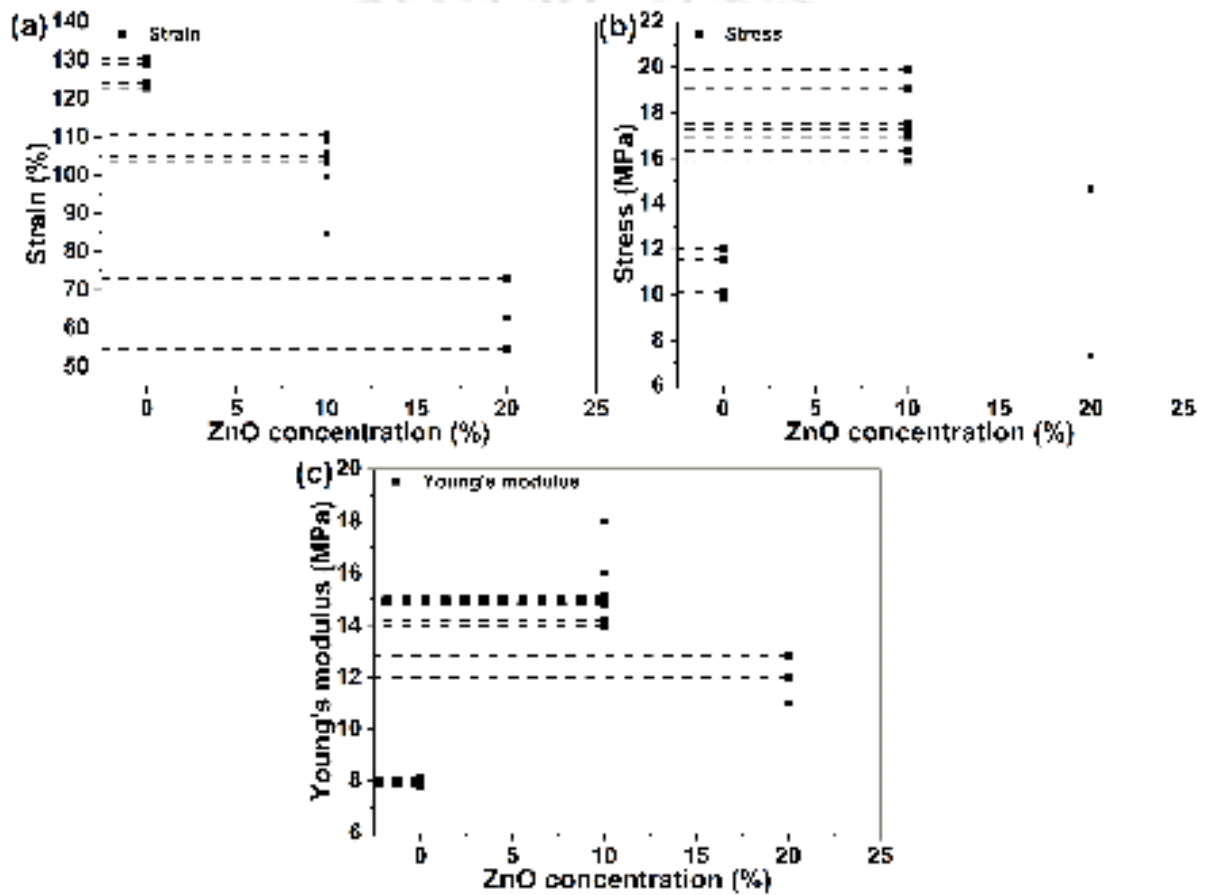 (a)
Strain
140
130
120
110
100
90
80
70
60
50
Strain (%)
0 5 10 15 20 25
ZnO concentration (%)
(b)
Stress
22
20
18
16
14
12
10
8
6
Stress (MPa)
0 5 10 15 20 25
ZnO concentration (%)
(c)
Young's modulus
20
18
16
14
12
10
8
6
Young's modulus (MPa)
0 5 10 15 20 25
ZnO concentration (%)